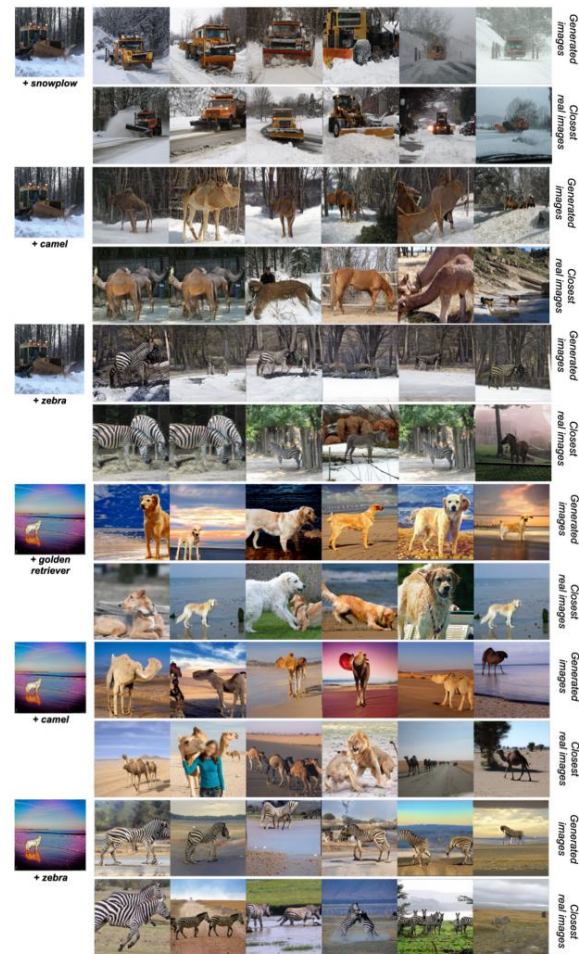 Generated
images
+ snowplow
Closest
real images
Generated
images
+ camel
Closest
real images
Generated
images
+ zebra
Closest
real images
Generated
images
+ golden
retriever
Closest
real images
Generated
images
+ camel
Closest
real images
Generated
images
+ zebra
Closest
real images